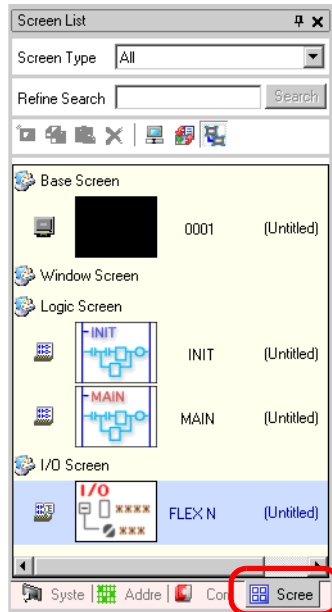 Screen List
Screen Type All
Refine Search Search
Base Screen
0001 (Untitled)
Window Screen
Logic Screen
INIT
INIT (Untitled)
MAIN
MAIN (Untitled)
I/O Screen
I/O
****
***
FLEX N (Untitled)
Syste Addre Con Scree